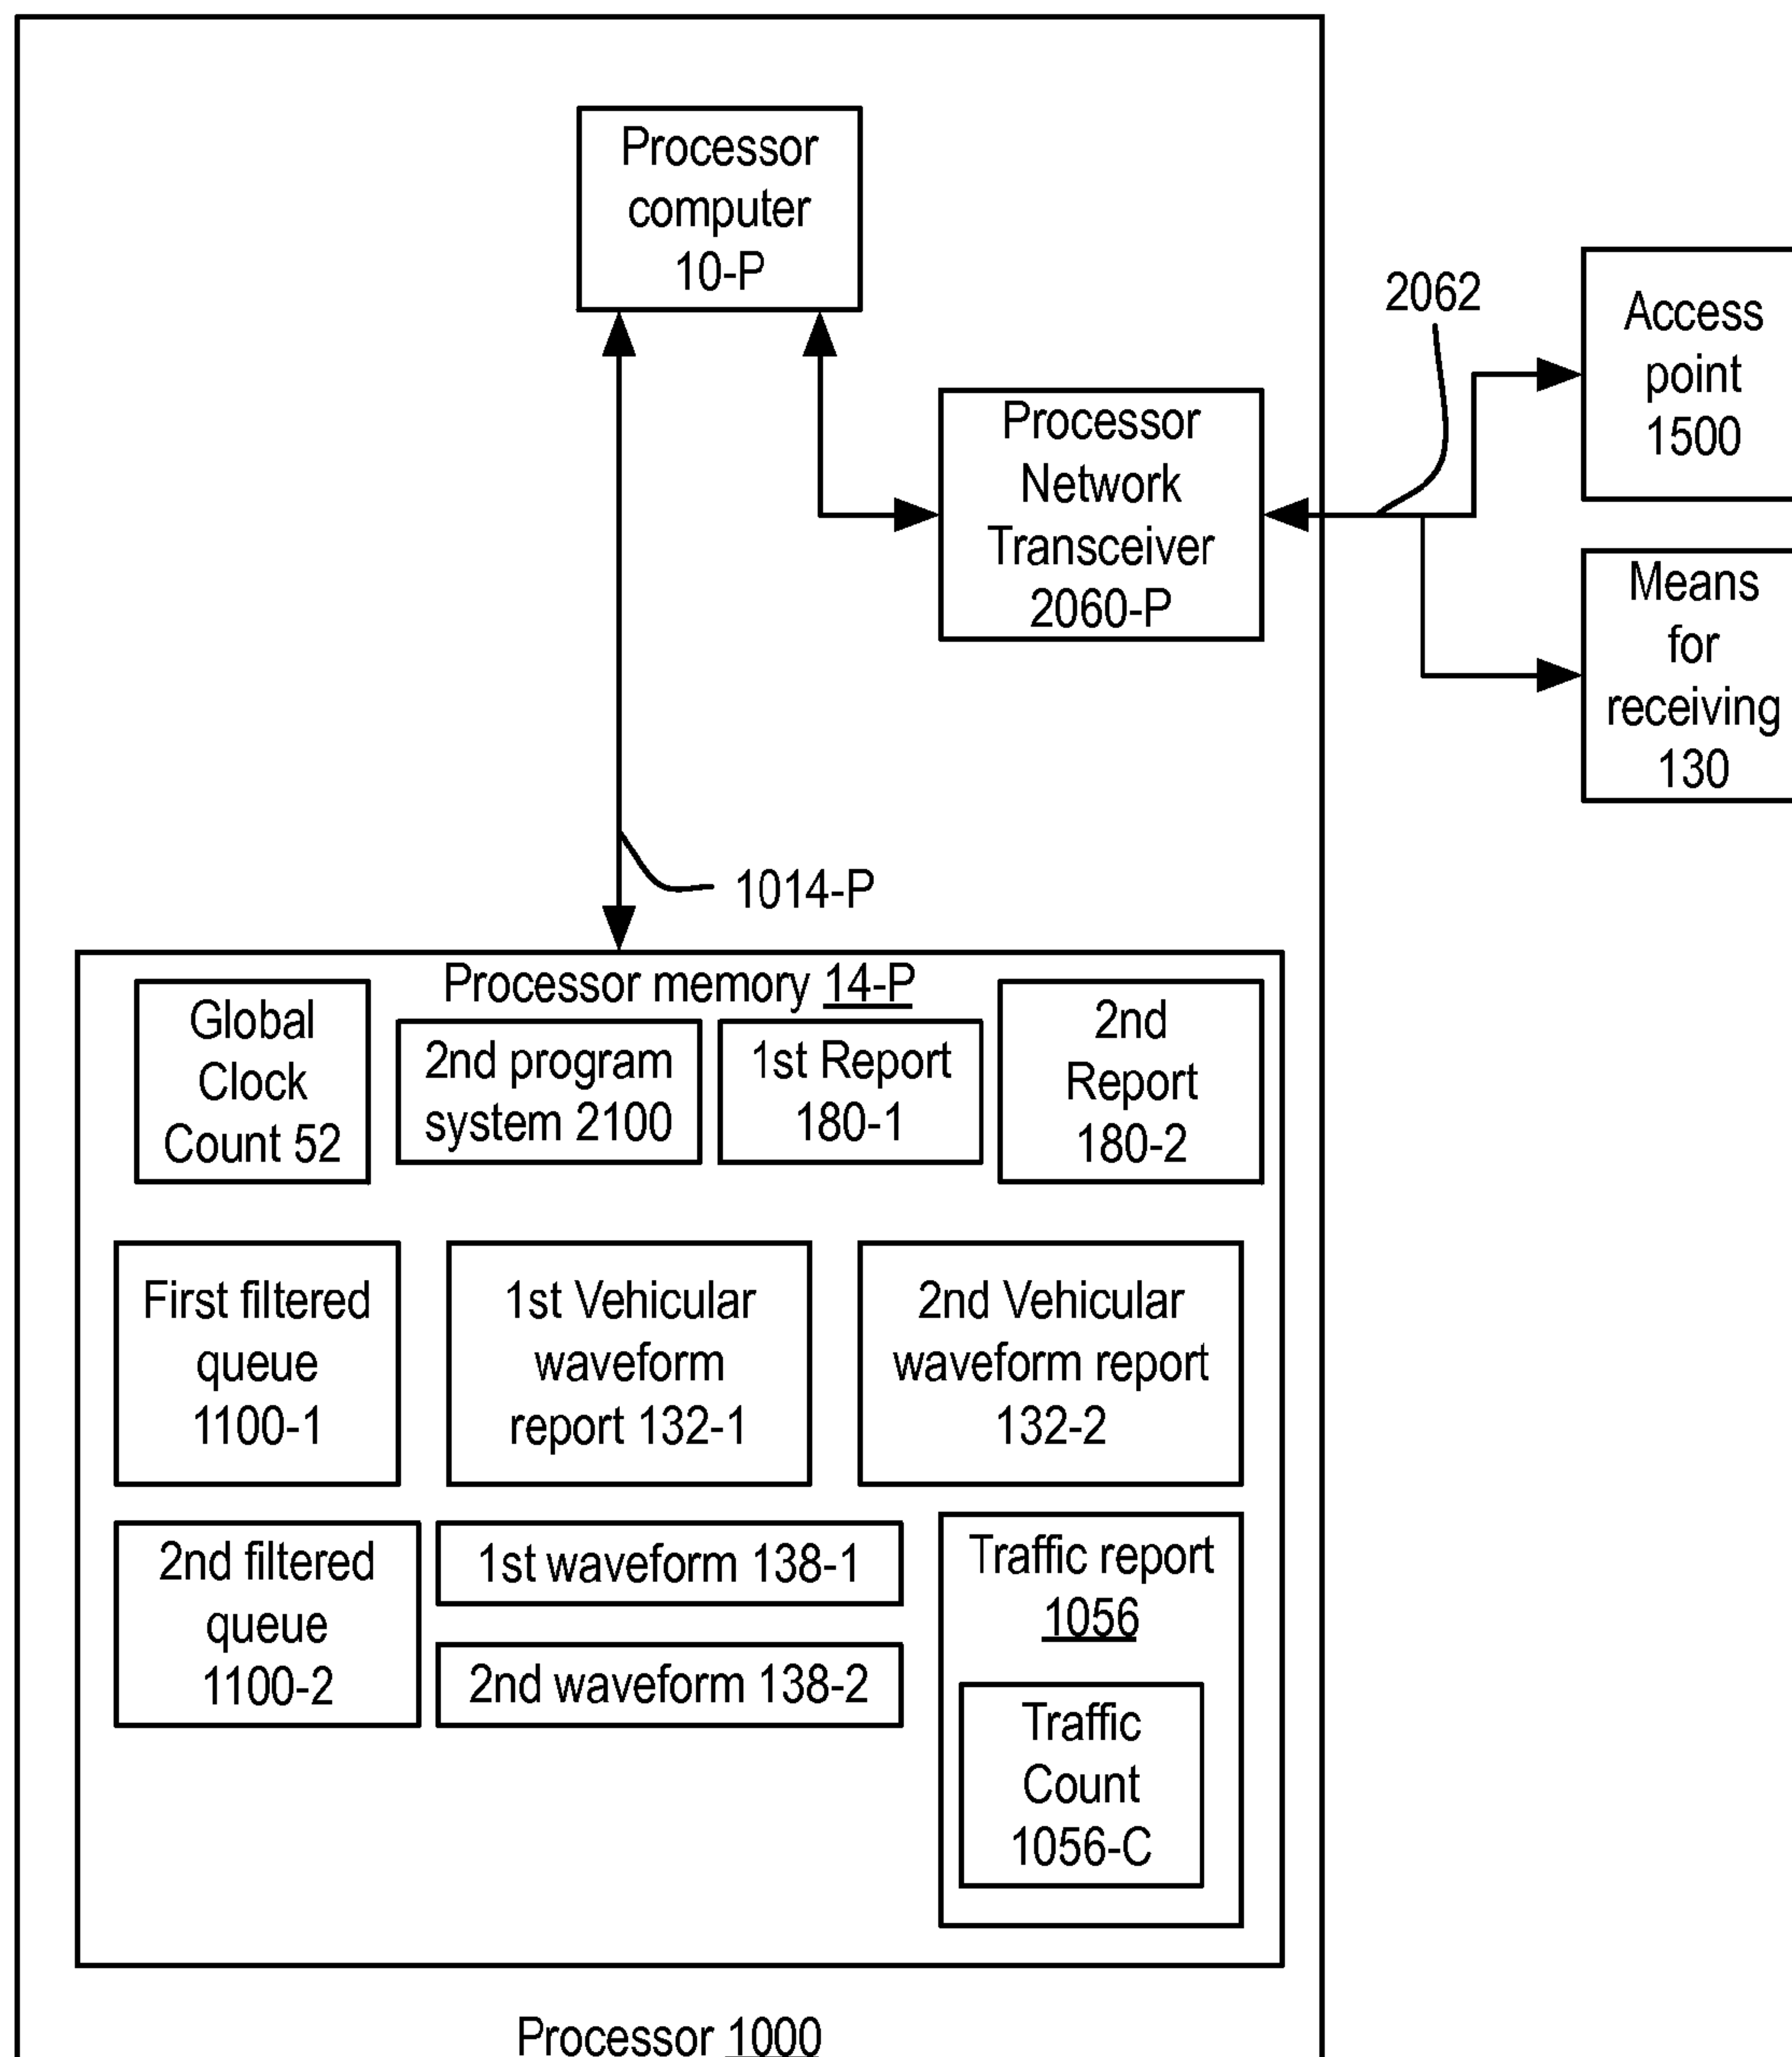 Processor
computer
10-P
2062
Access
point
1500
Processor
Network
Transceiver
2060-P
Means
for
receiving
130
1014-P
Processor memory 14-P
Global
Clock
Count 52
2nd program
system 2100
1st Report
180-1
2nd
Report
180-2
First filtered
queue
1100-1
1st Vehicular
waveform
report 132-1
2nd Vehicular
waveform report
132-2
2nd filtered
queue
1100-2
1st waveform 138-1
2nd waveform 138-2
Traffic report
1056
Traffic
Count
1056-C
Processor 1000